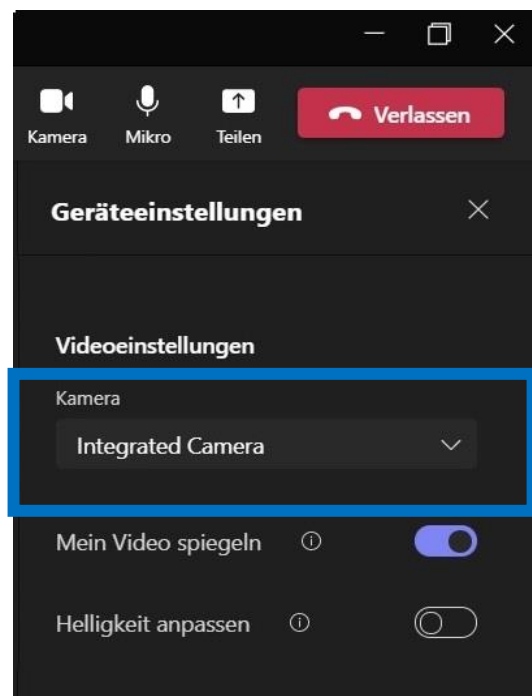 Kamera Mikro Teilen Verlassen
Geräteeinstellungen
Videoeinstellungen
Kamera
Integrated Camera
Mein Video spiegeln
Helligkeit anpassen